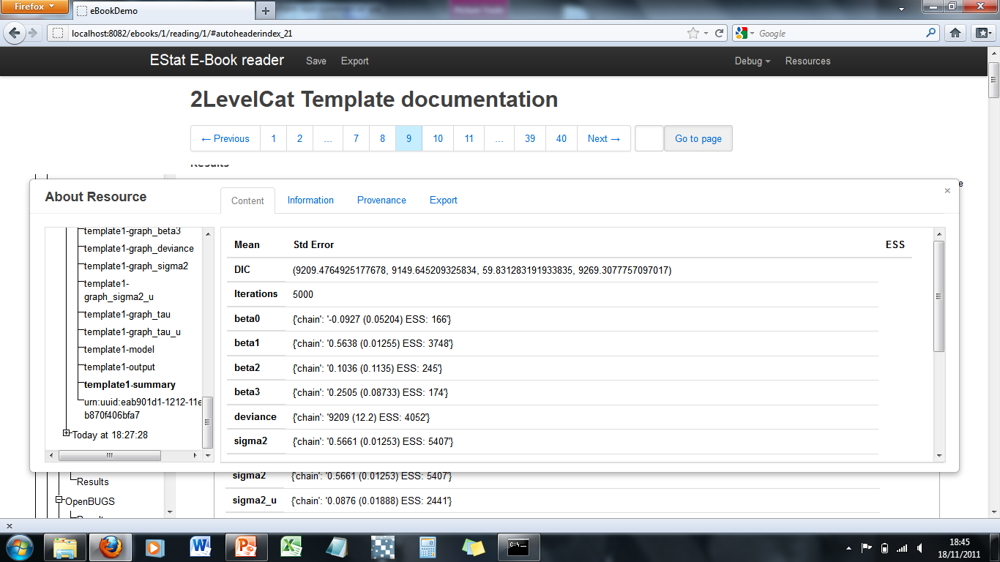 Firefox
eBookDemo
localhost:8082/ebooks/1/reading/1/#autoheaderindex_21
Google
EStat E-Book reader
Save
Export
Debug
Resources
2LevelCat Template documentation
← Previous 1 2 ... 7 8 9 10 11 ... 39 40 Next → Go to page
Results
e
About Resource
Content
Information
Provenance
Export
×
template1-graph_beta3
template1-graph_deviance
template1-graph_sigma2
template1-
graph_sigma2_u
template1-graph_tau
template1-graph_tau_u
template1-model
template1-output
template1-summary
urn:uuid:eab901d1-1212-11e
b870f406bfa7
Today at 18:27:28
Mean Std Error ESS
DIC (9209.4764925177678, 9149.645209325834, 59.831283191933835, 9269.3077757097017)
Iterations 5000
beta0 {'chain': '-0.0927 (0.05204) ESS: 166'}
beta1 {'chain': '0.5638 (0.01255) ESS: 3748'}
beta2 {'chain': '0.1036 (0.1135) ESS: 245'}
beta3 {'chain': '0.2505 (0.08733) ESS: 174'}
deviance {'chain': '9209 (12.2) ESS: 4052'}
sigma2 {'chain': '0.5661 (0.01253) ESS: 5407'}
sigma2 {'chain': '0.5661 (0.01253) ESS: 5407'}
Results
sigma2_u {'chain': '0.0876 (0.01888) ESS: 2441'}
OpenBUGS
x
C:\
18:45
18/11/2011